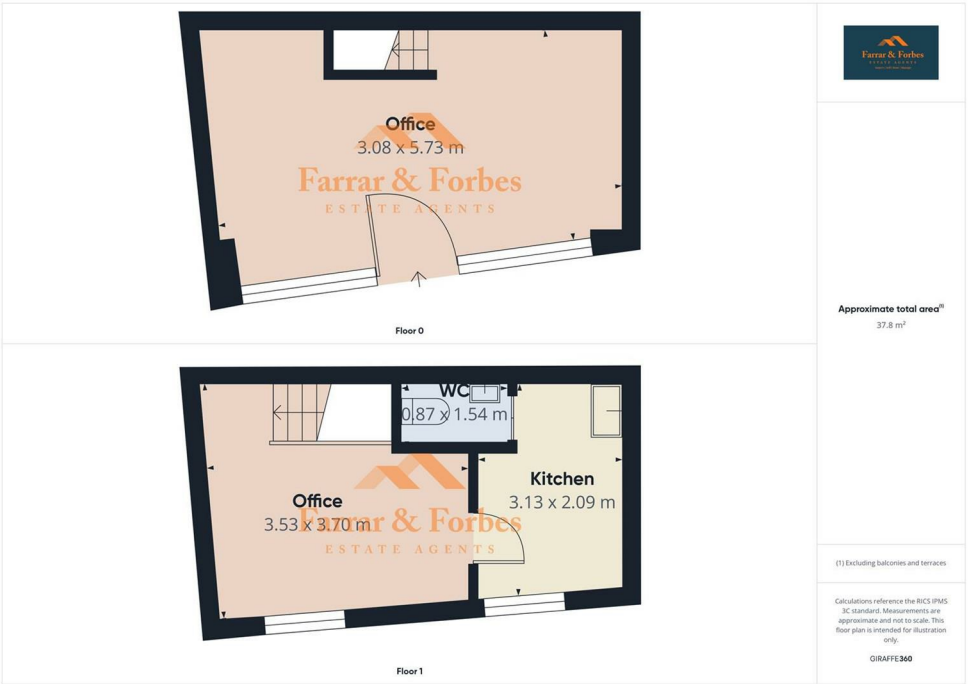 Office
3.08 x 5.73 m
Farrar & Forbes
ESTATE AGENTS
Floor 0
WC
0.87 x 1.54 m
Kitchen
3.13 x 2.09 m
Office
3.53 x 3.70 m
Farrar & Forbes
ESTATE AGENTS
Floor 1
Farrar & Forbes
ESTATE AGENTS
Approximate total area(1)
37.8 m²
(1) Excluding balconies and terraces
Calculations reference the RICS IPMS
3C standard. Measurements are
approximate and not to scale. This
floor plan is intended for illustration
only.
GIRAFFE360